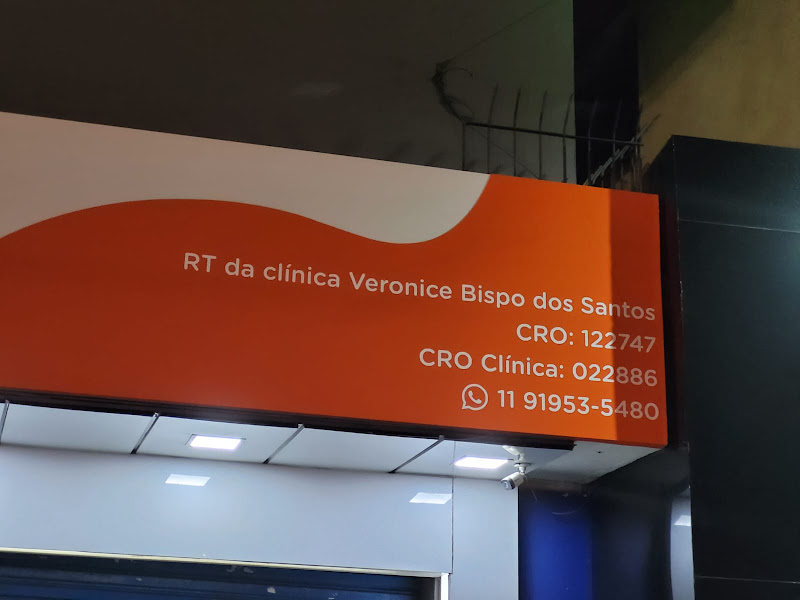 RT da clínica Veronice Bispo dos Santos
CRO: 122747
CRO Clínica: 022886
11 91953-5480